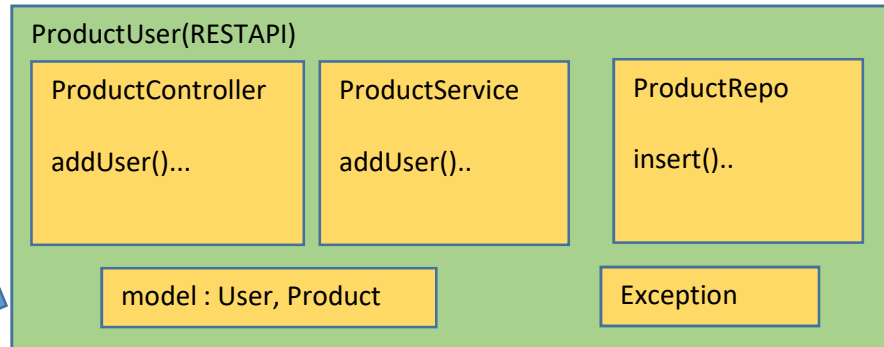 ProductUser(RESTAPI)
ProductController
addUser()...
ProductService
addUser()..
ProductRepo
insert()..
model : User, Product
Exception